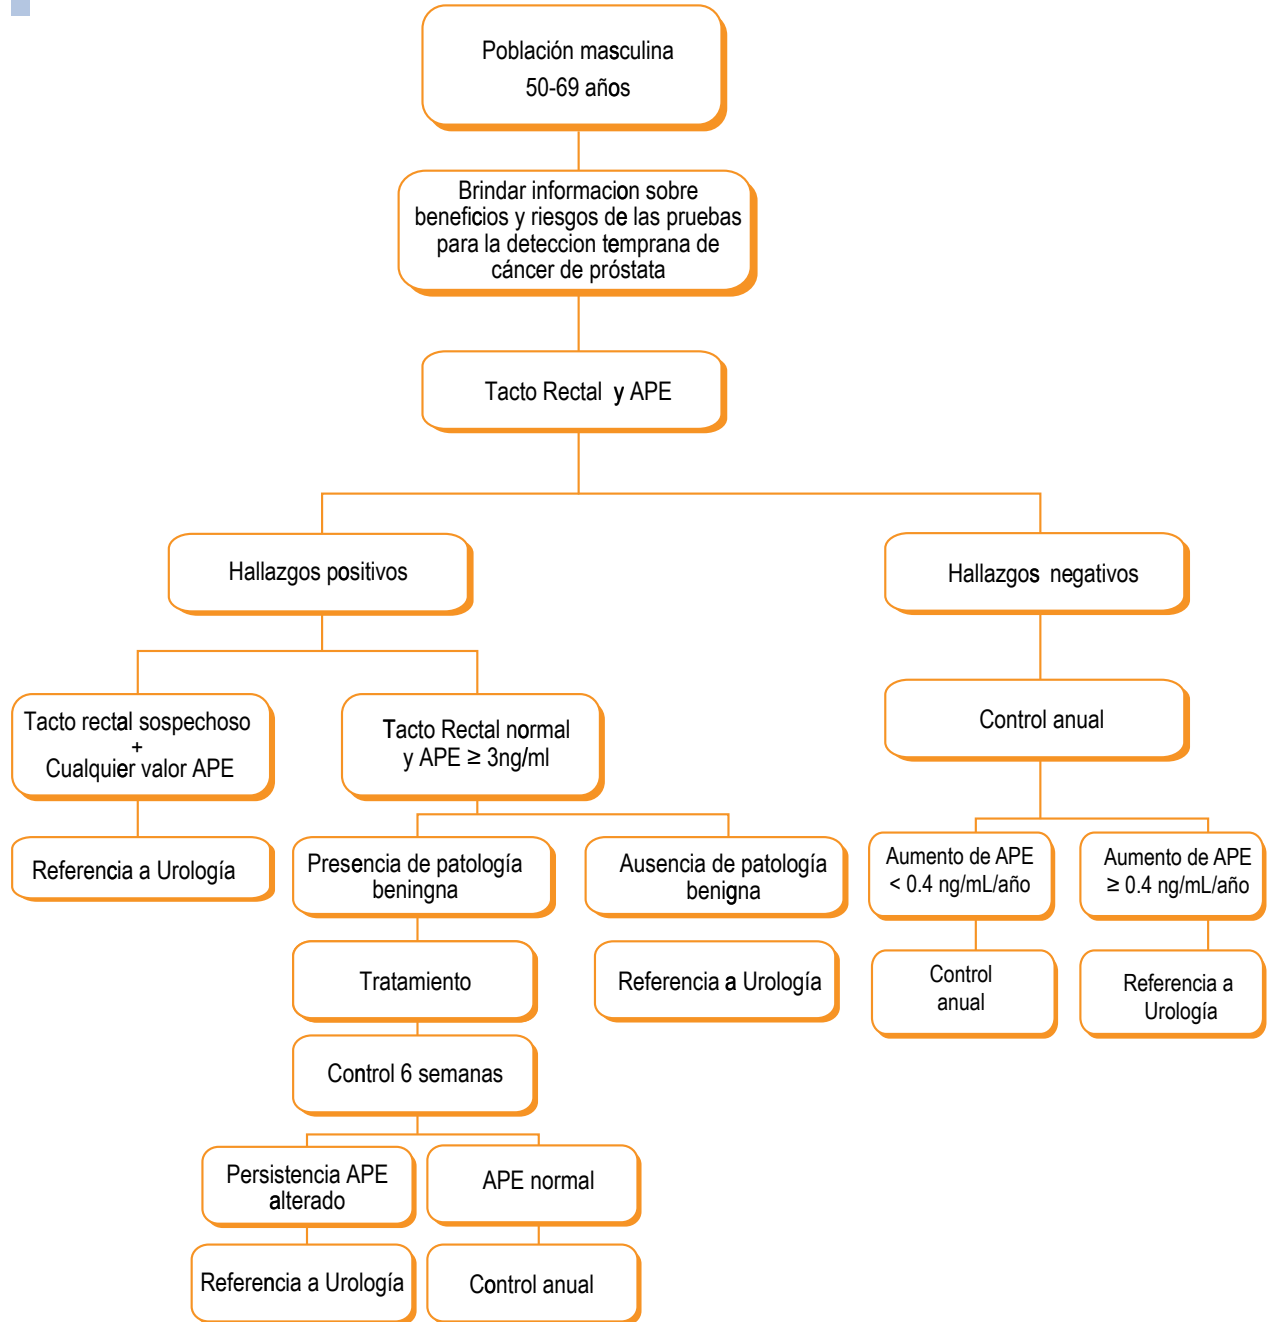 Población masculina
50-69 años
Brindar informacion sobre
beneficios y riesgos de las pruebas
para la deteccion temprana de
cáncer de próstata
Tacto Rectal y APE
Hallazgos positivos
Hallazgos negativos
Tacto rectal sospechoso
+
Cualquier valor APE
Tacto Rectal normal
y APE ≥ 3ng/ml
Control anual
Referencia a Urología
Presencia de patología
beningna
Ausencia de patología
benigna
Aumento de APE
< 0.4 ng/mL/año
Aumento de APE
≥ 0.4 ng/mL/año
Tratamiento
Referencia a Urología
Control
anual
Referencia a
Urología
Control 6 semanas
Persistencia APE
alterado
APE normal
Referencia a Urología
Control anual